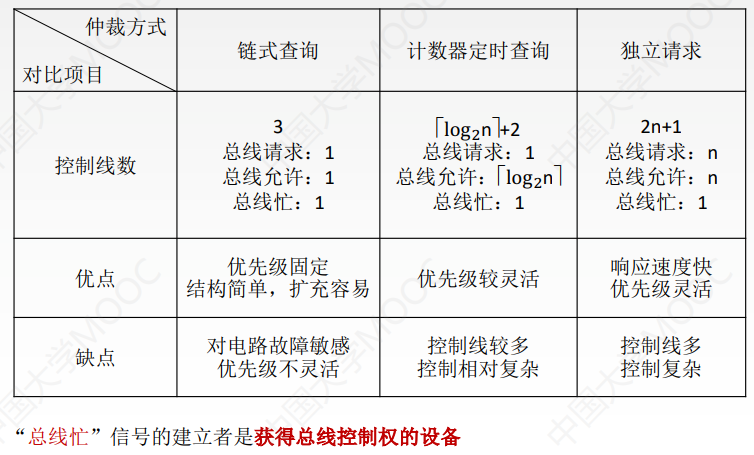 仲裁方式
对比项目
链式查询
计数器定时查询
独立请求
控制线数
3
总线请求：1
总线允许：1
总线忙：1
⌈log₂n⌉+2
总线请求：1
总线允许：⌈log₂n⌉
总线忙：1
2n+1
总线请求：n
总线允许：n
总线忙：1
优点
优先级固定
结构简单，扩充容易
优先级较灵活
响应速度快
优先级灵活
缺点
对电路故障敏感
优先级不灵活
控制线较多
控制相对复杂
控制线多
控制复杂
“总线忙”信号的建立者是获得总线控制权的设备
中国大学MOOC